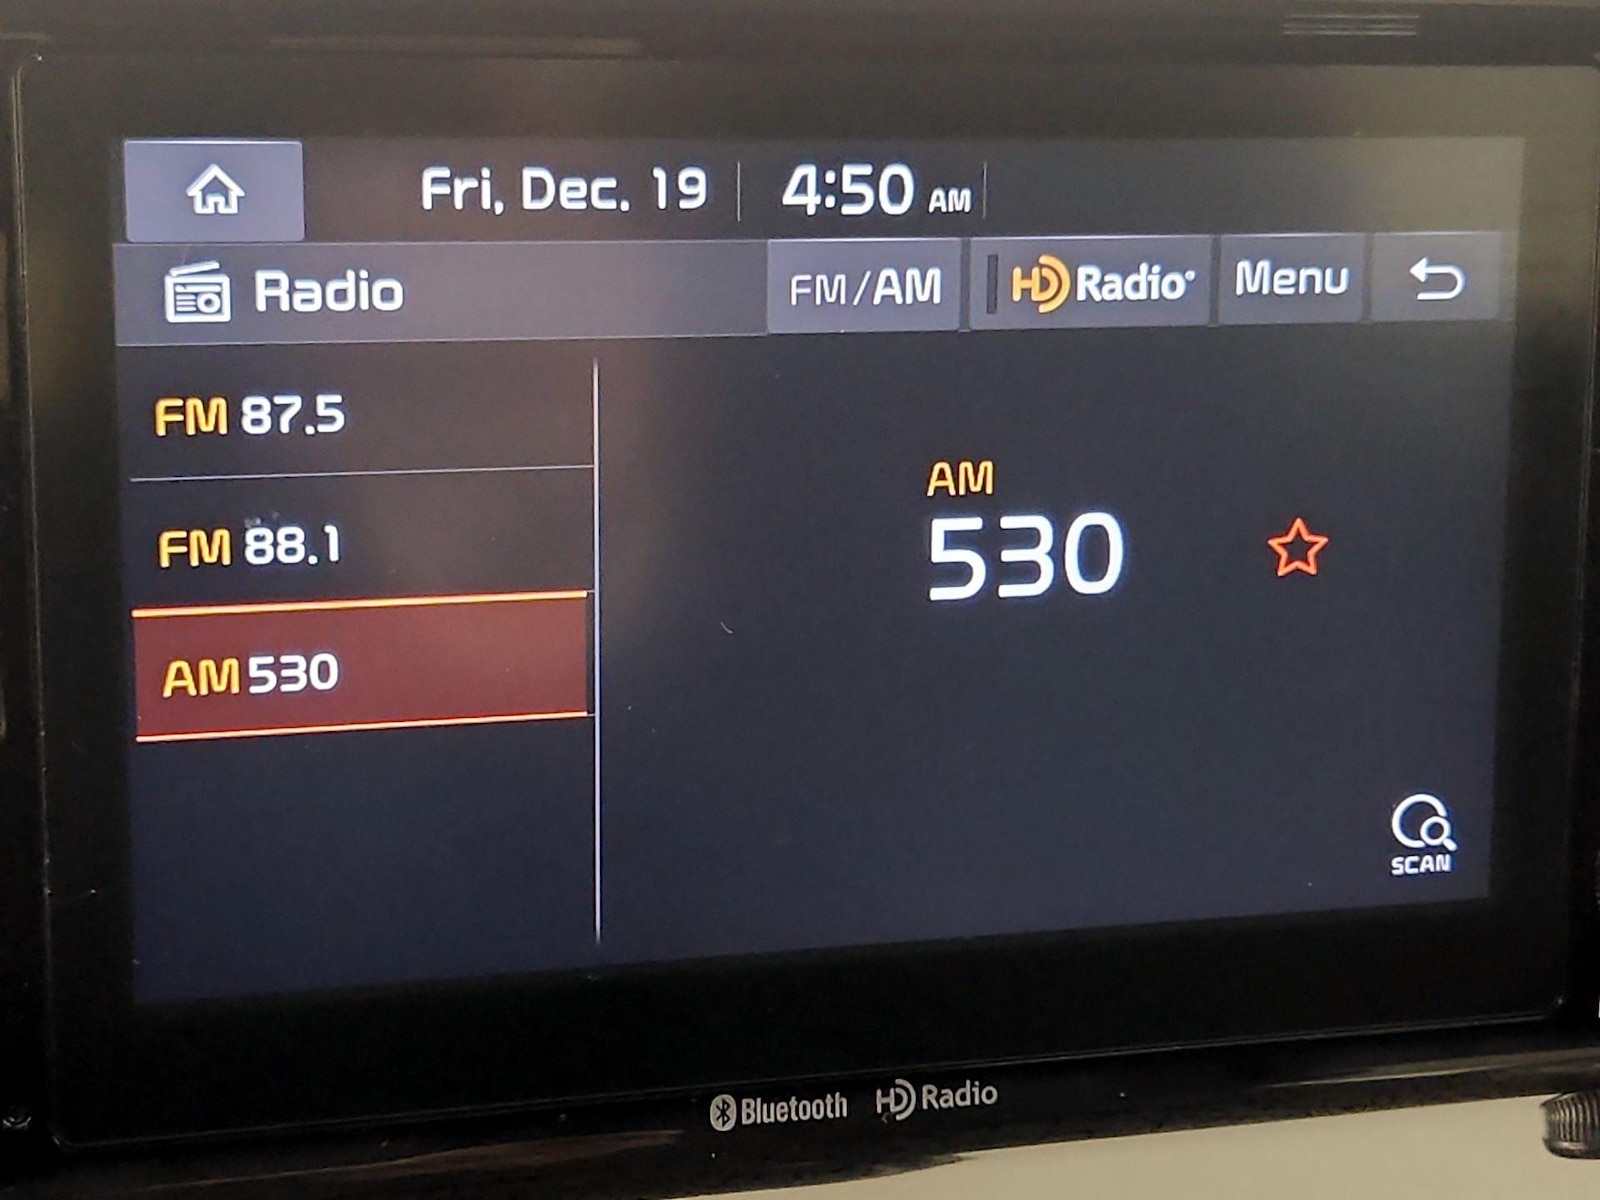 Fri, Dec. 19 4:50 AM
Radio FM/AM HD Radio Menu
FM 87.5
FM 88.1
AM 530
AM
530
SCAN
Bluetooth HD Radio